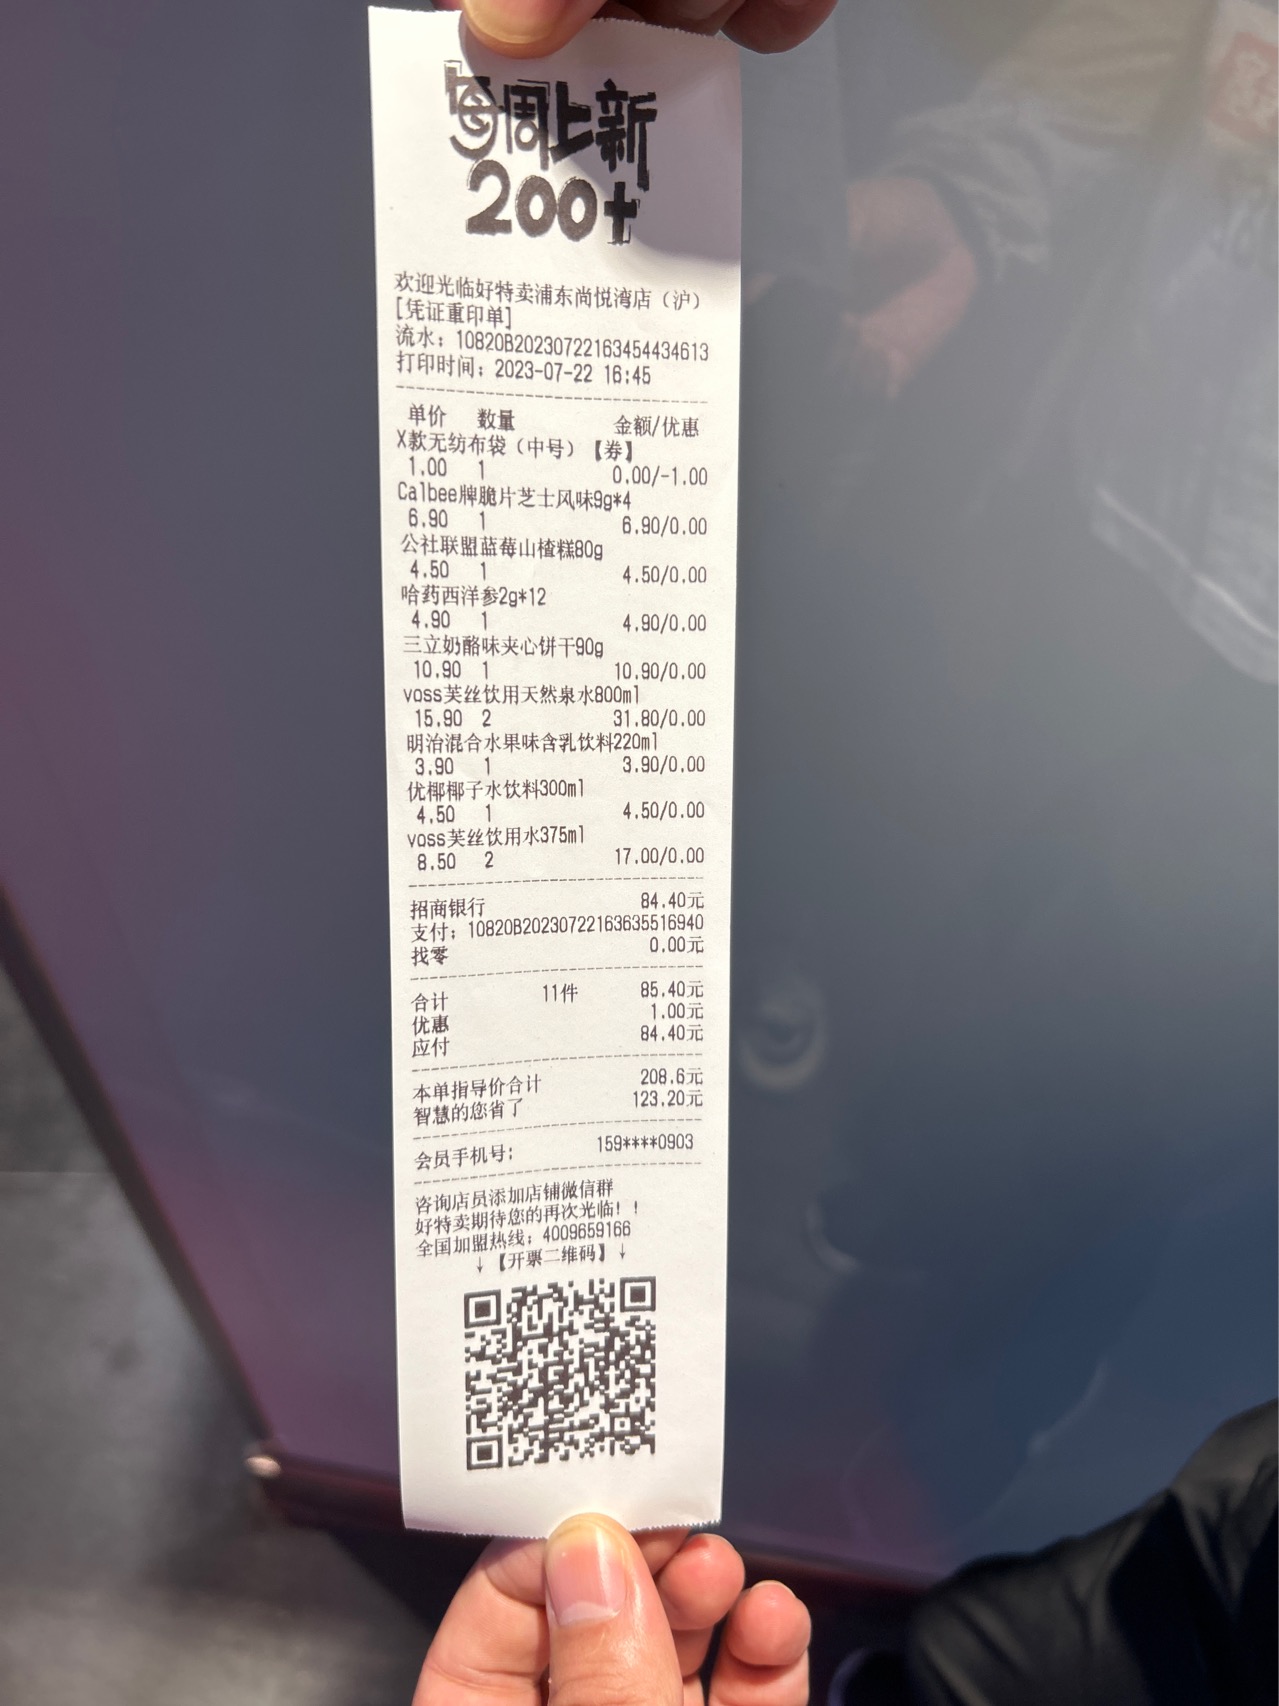 每周上新
200+
欢迎光临好特卖浦东尚悦湾店（沪）
[凭证重印单]
流水：10820B20230722163454434613
打印时间：2023-07-22 16:45
单价 数量 金额/优惠
X款无纺布袋（中号）【券】
1.00 1 0.00/-1.00
Calbee牌脆片芝士风味9g*4
6.90 1 6.90/0.00
公社联盟蓝莓山楂糕80g
4.50 1 4.50/0.00
哈药西洋参2g*12
4.90 1 4.90/0.00
三立奶酪味夹心饼干90g
10.90 1 10.90/0.00
voss芙丝饮用天然泉水800ml
15.90 2 31.80/0.00
明治混合水果味含乳饮料220ml
3.90 1 3.90/0.00
优椰椰子水饮料300ml
4.50 1 4.50/0.00
voss芙丝饮用水375ml
8.50 2 17.00/0.00
招商银行 84.40元
支付：10820B20230722163635516940
找零 0.00元
合计 11件 85.40元
优惠 1.00元
应付 84.40元
本单指导价合计 208.6元
智慧的您省了 123.20元
会员手机号： 159****0903
咨询店员添加店铺微信群
好特卖期待您的再次光临！！
全国加盟热线：4009659166
↓【开票二维码】↓